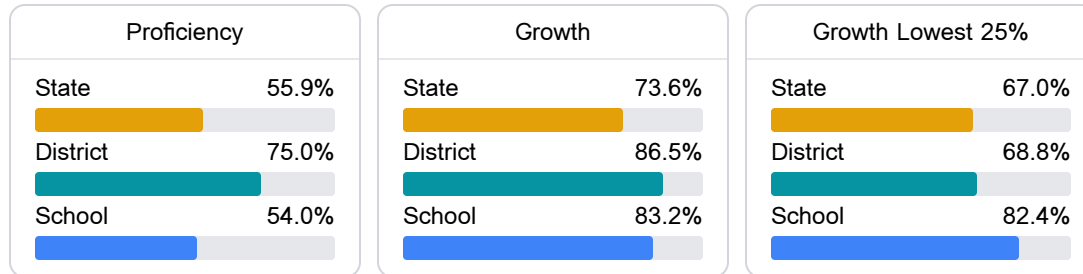 Proficiency
State 55.9%
District 75.0%
School 54.0%
Growth
State 73.6%
District 86.5%
School 83.2%
Growth Lowest 25%
State 67.0%
District 68.8%
School 82.4%